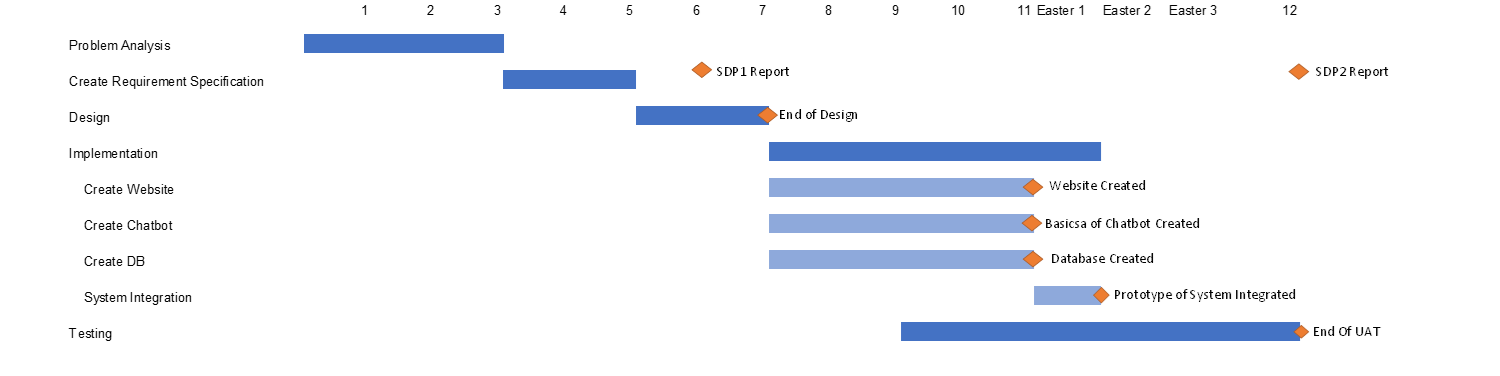 1 2 3 4 5 6 7 8 9 10 11 Easter 1 Easter 2 Easter 3 12
Problem Analysis
Create Requirement Specification SDP1 Report SDP2 Report
Design End of Design
Implementation
Create Website Website Created
Create Chatbot Basicsa of Chatbot Created
Create DB Database Created
System Integration Prototype of System Integrated
Testing End Of UAT